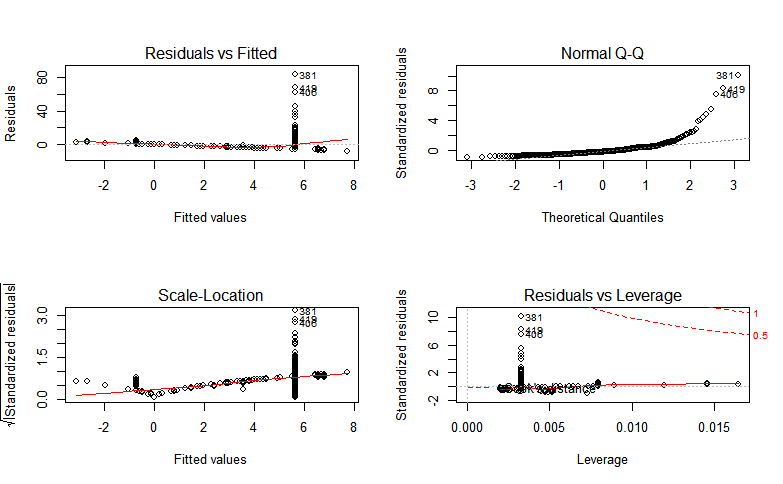 Residuals vs Fitted
Residuals
80
40
0
381
419
406
-2 0 2 4 6 8
Fitted values
Normal Q-Q
Standardized residuals
8
4
0
381
419
406
-3 -2 -1 0 1 2 3
Theoretical Quantiles
Scale-Location
√|Standardized residuals|
3.0
1.5
0.0
381
419
406
-2 0 2 4 6 8
Fitted values
Residuals vs Leverage
Standardized residuals
10
6
2
-2
381
419
406
1
0.5
Cook's distance
0.000 0.005 0.010 0.015
Leverage